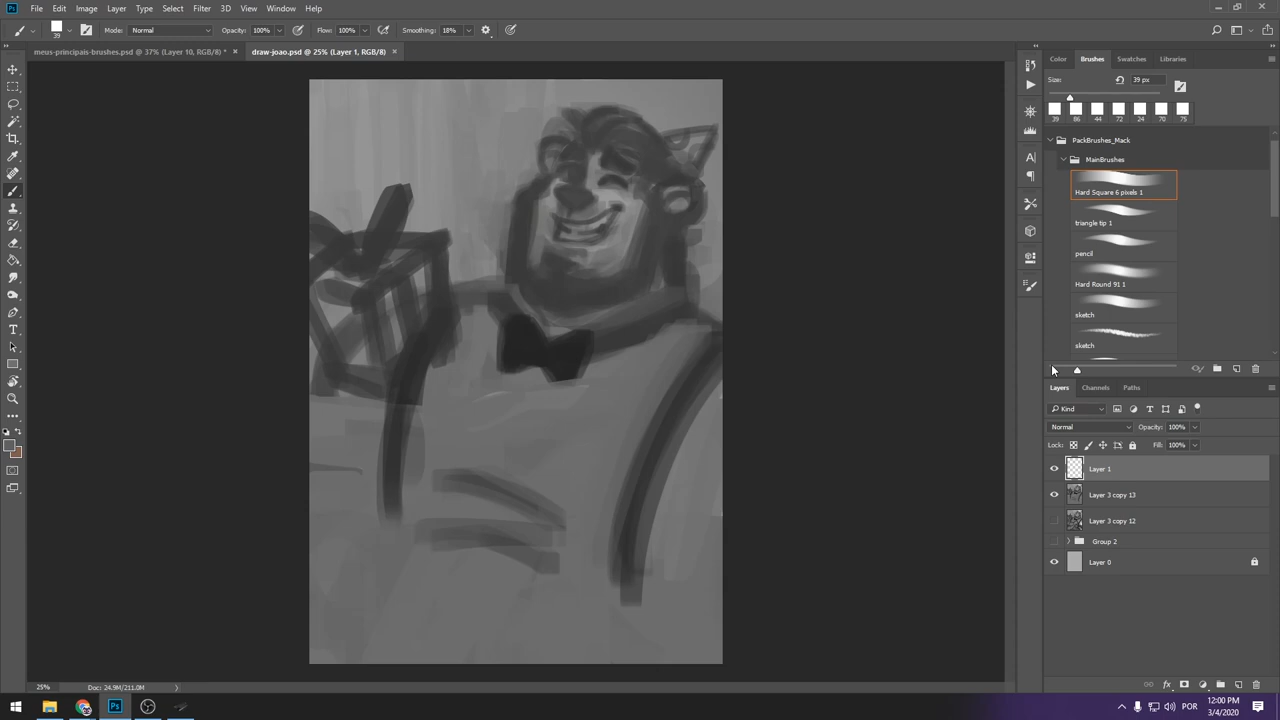 Ps File Edit Image Layer Type Select Filter 3D View Window Help
39 Mode: Normal Opacity: 100% Flow: 100% Smoothing: 18%
meus-principais-brushes.psd @ 37% (Layer 10, RGB/8) * × draw-joao.psd @ 25% (Layer 1, RGB/8) ×
Color Brushes Swatches Libraries
Size: 39 px
39 86 44 72 24 70 75
PackBrushes_Mack
MainBrushes
Hard Square 6 pixels 1
triangle tip 1
pencil
Hard Round 91 1
sketch
sketch
Layers Channels Paths
Kind
Normal Opacity: 100%
Lock: Fill: 100%
Layer 1
Layer 3 copy 13
Layer 3 copy 12
Group 2
Layer 0
25% Doc: 24.9M/211.0M
Ps POR 12:00 PM
3/4/2020